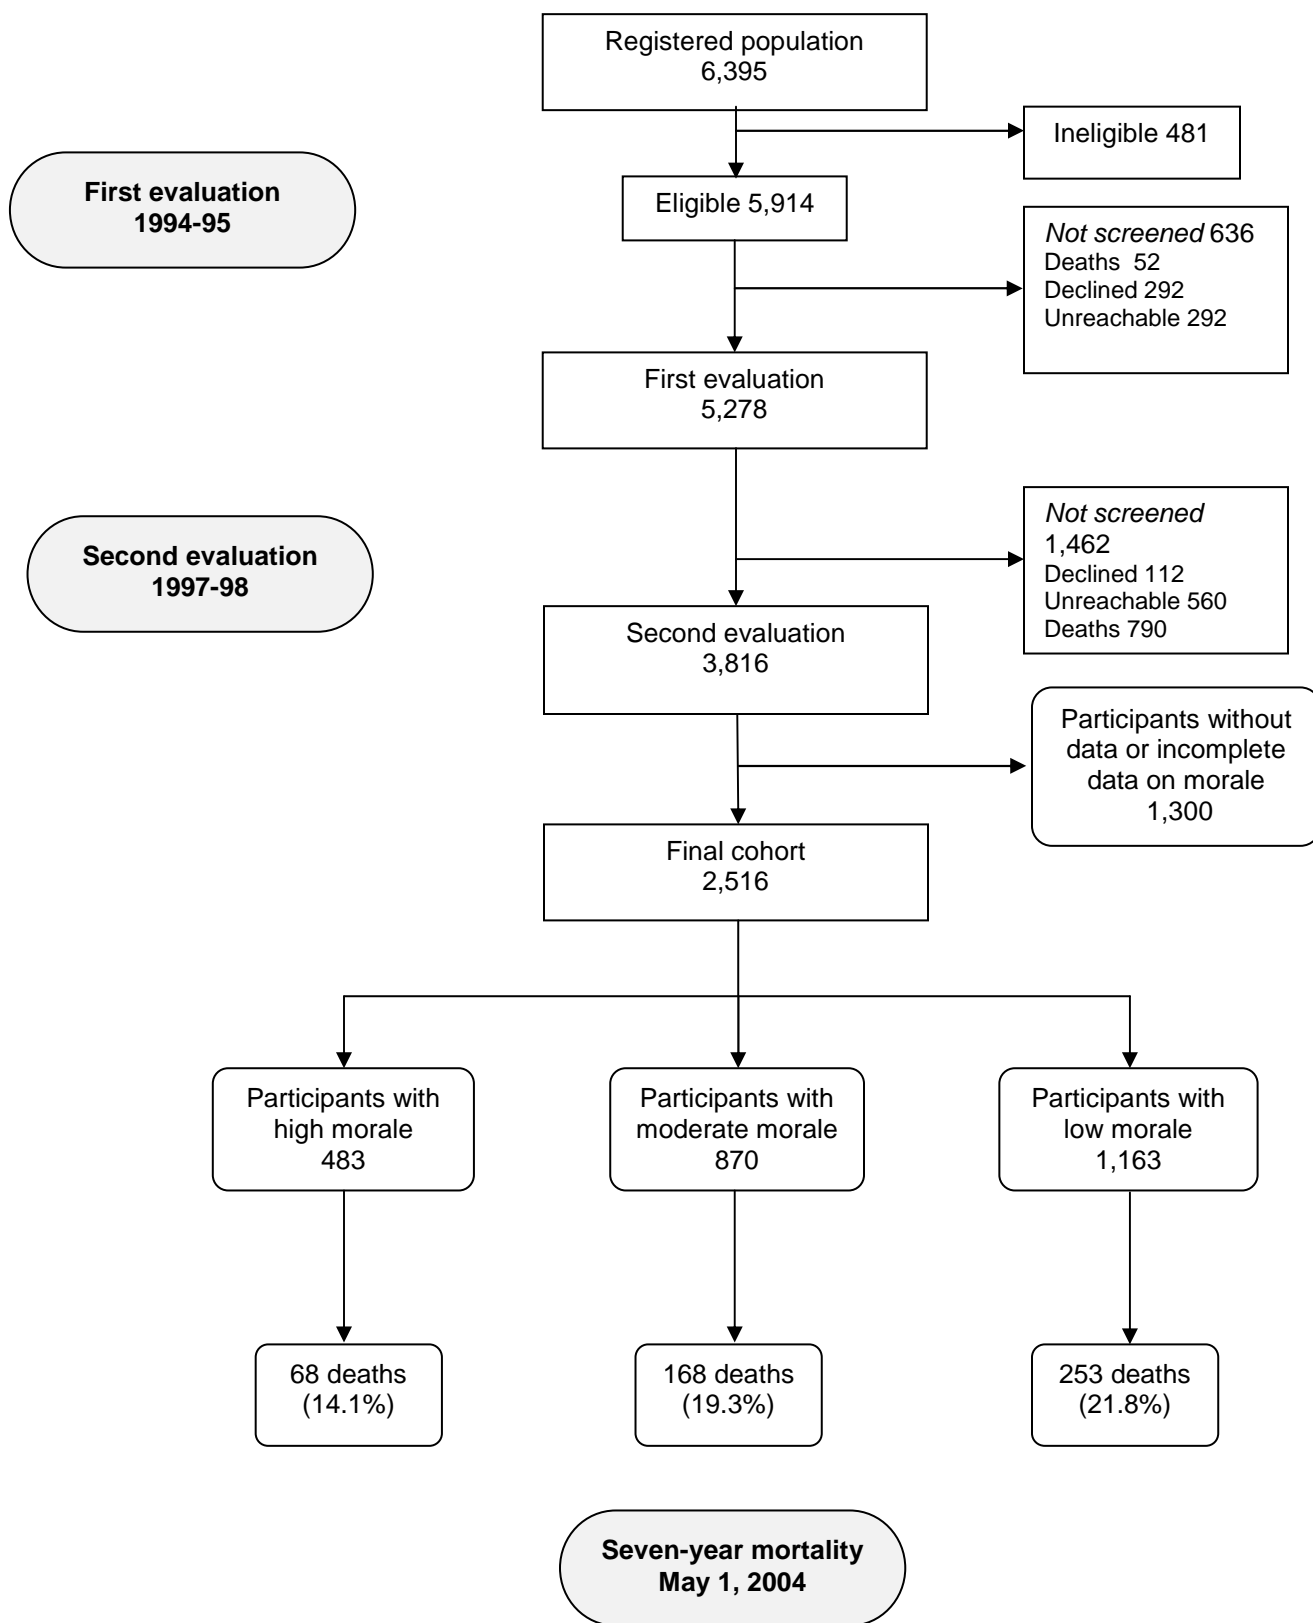 Registered population
6,395
Ineligible 481
First evaluation
1994-95
Eligible 5,914
Not screened 636
Deaths  52
Declined 292
Unreachable 292
First evaluation
5,278
Not screened
1,462
Declined 112
Unreachable 560
Deaths 790
Second evaluation
1997-98
Second evaluation
3,816
Participants without
data or incomplete
data on morale
1,300
Final cohort
2,516
Participants with
high morale
483
Participants with
moderate morale
870
Participants with
low morale
1,163
68 deaths
(14.1%)
168 deaths
(19.3%)
253 deaths
(21.8%)
Seven-year mortality
May 1, 2004